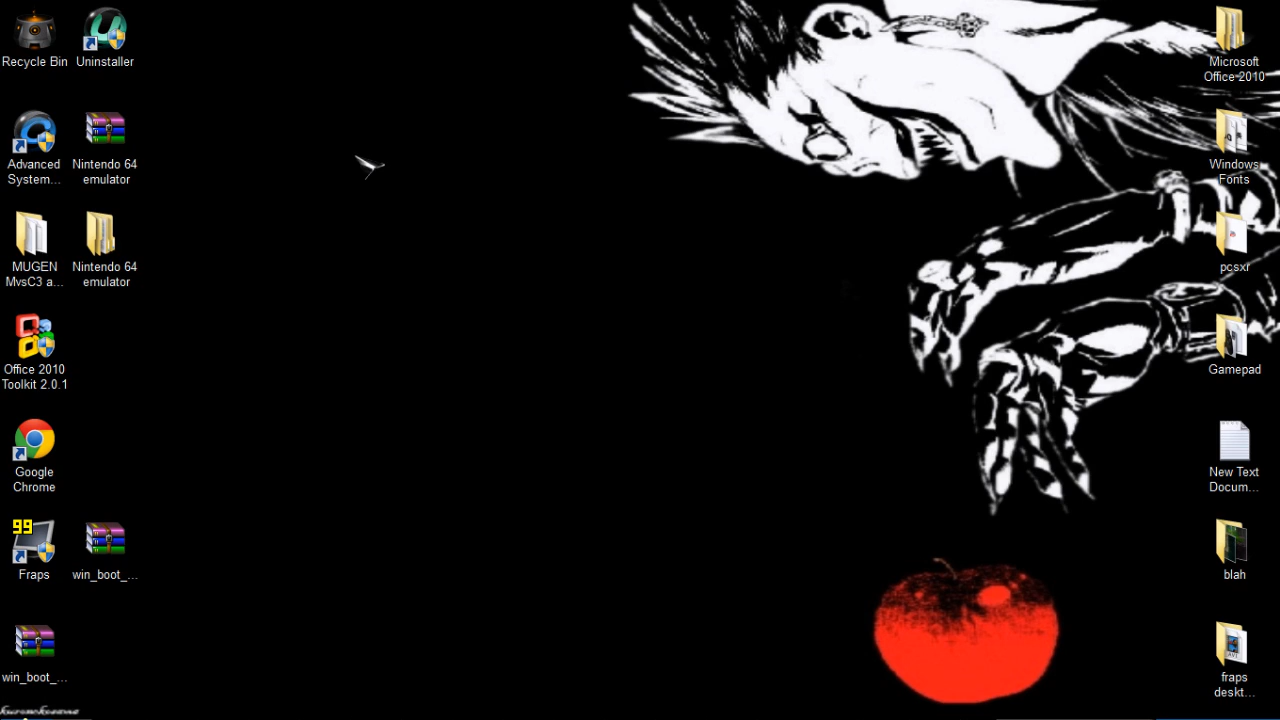 Recycle Bin
Uninstaller
Advanced
System...
Nintendo 64
emulator
MUGEN
MvsC3 a...
Nintendo 64
emulator
Office 2010
Toolkit 2.0.1
Google
Chrome
99
Fraps
win_boot_...
win_boot_...
Microsoft
Office 2010
Windows
Fonts
pcsxr
Gamepad
New Text
Docum...
blah
fraps
deskt...